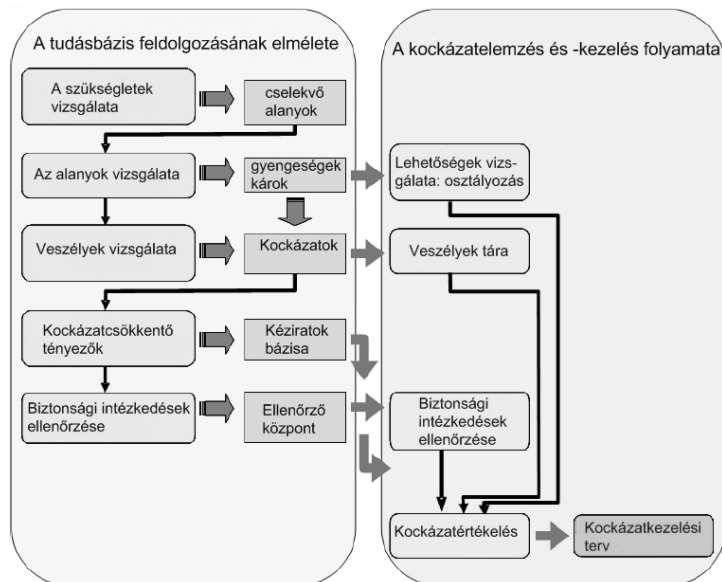 A tudásbázis feldolgozásának elmélete
A szükségletek
vizsgálata
cselekvő
alanyok
Az alanyok vizsgálata
gyengeségek
károk
Veszélyek vizsgálata
Kockázatok
Kockázatcsökkentő
tényezők
Kéziratok
bázisa
Biztonsági intézkedések
ellenőrzése
Ellenőrző
központ
A kockázatelemzés és -kezelés folyamata
Lehetőségek vizs-
gálata: osztályozás
Veszélyek tára
Biztonsági
intézkedések
ellenőrzése
Kockázatértékelés
Kockázatkezelési
terv